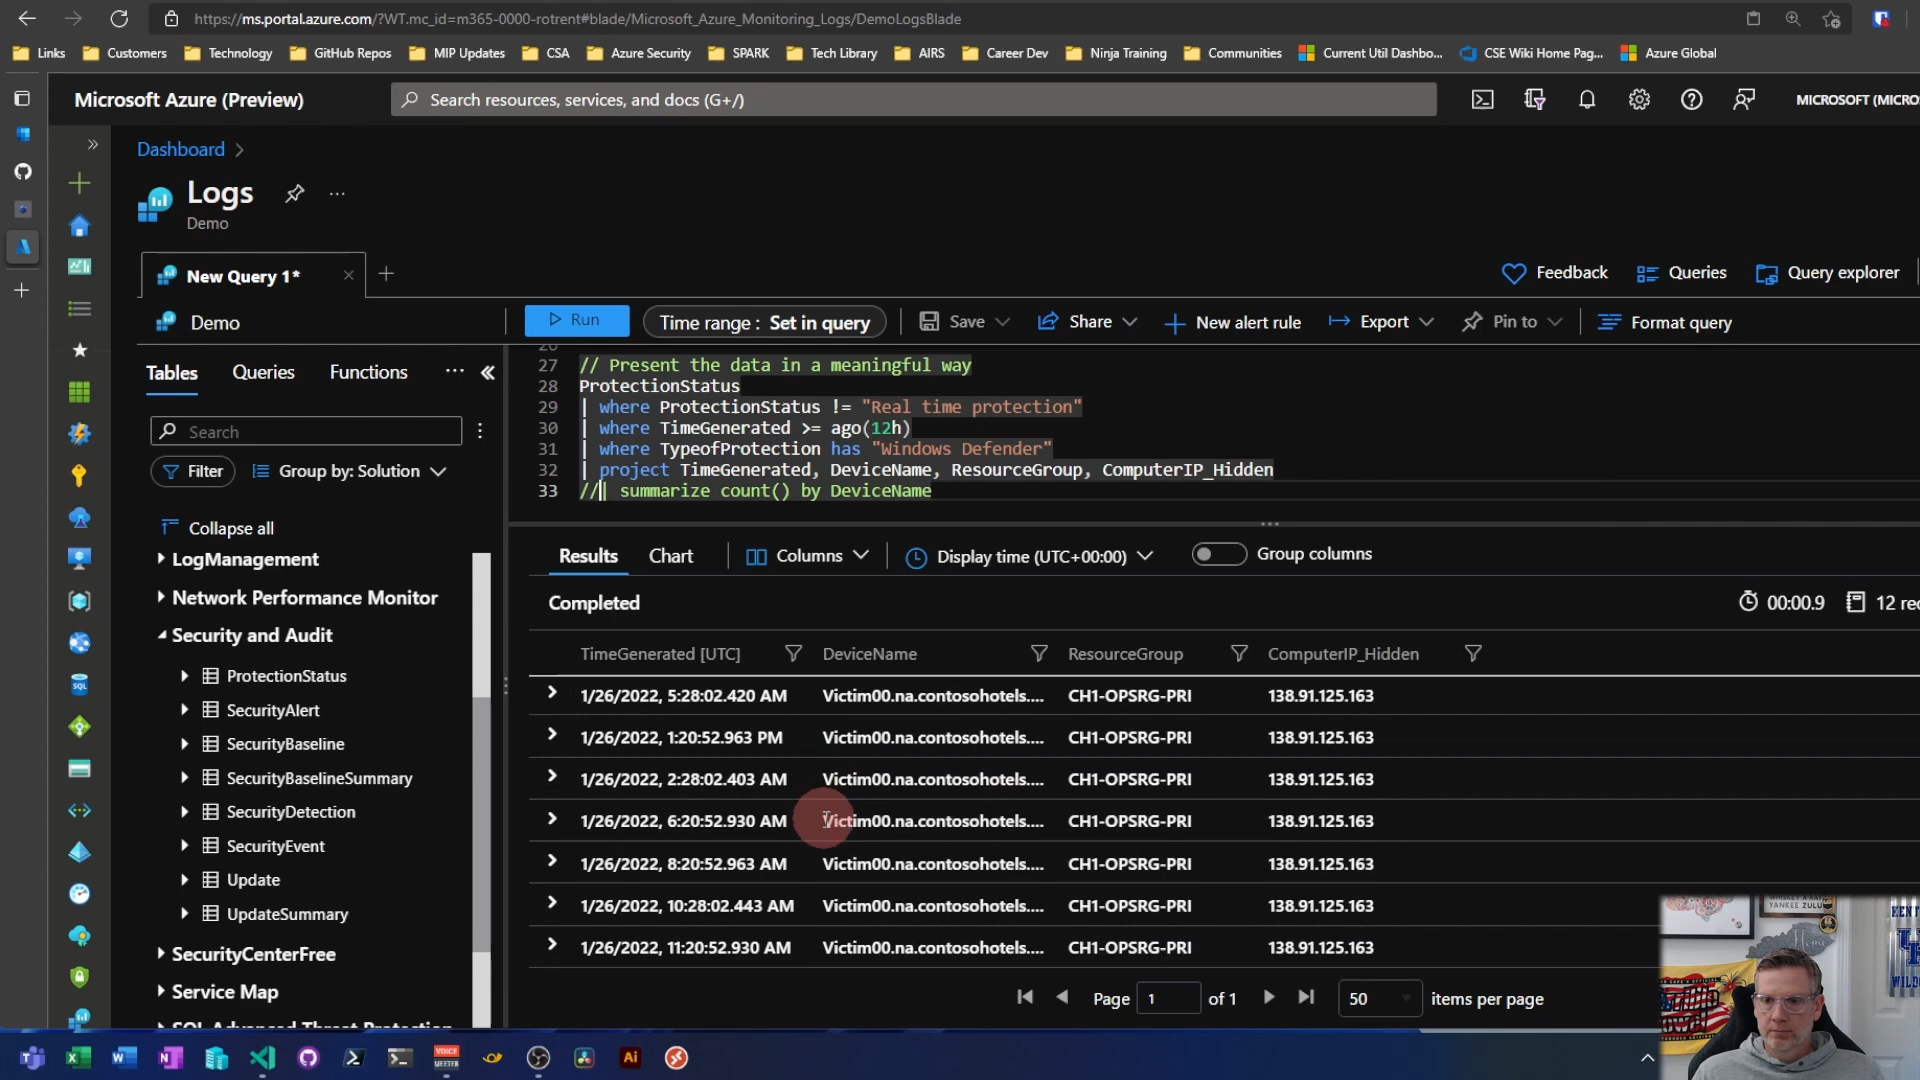 https://ms.portal.azure.com/?WT.mc_id=m365-0000-rotrent#blade/Microsoft_Azure_Monitoring_Logs/DemoLogsBlade
Links Customers Technology GitHub Repos MIP Updates CSA Azure Security SPARK Tech Library AIRS Career Dev Ninja Training Communities Current Util Dashbo... CSE Wiki Home Pag... Azure Global
Microsoft Azure (Preview) Search resources, services, and docs (G+/) MICROSOFT (MICRO
Dashboard
Logs
Demo
New Query 1*
Feedback Queries Query explorer
Demo Run Time range : Set in query Save Share New alert rule Export Pin to Format query
Tables Queries Functions
Search
Filter Group by: Solution
Collapse all
LogManagement
Network Performance Monitor
Security and Audit
ProtectionStatus
SecurityAlert
SecurityBaseline
SecurityBaselineSummary
SecurityDetection
SecurityEvent
Update
UpdateSummary
SecurityCenterFree
Service Map
SQL Advanced Threat Protection
26
27 // Present the data in a meaningful way
28 ProtectionStatus
29 | where ProtectionStatus != "Real time protection"
30 | where TimeGenerated >= ago(12h)
31 | where TypeofProtection has "Windows Defender"
32 | project TimeGenerated, DeviceName, ResourceGroup, ComputerIP_Hidden
33 //| summarize count() by DeviceName
Results Chart Columns Display time (UTC+00:00) Group columns
Completed 00:00.9 12 rec
TimeGenerated [UTC] DeviceName ResourceGroup ComputerIP_Hidden
1/26/2022, 5:28:02.420 AM Victim00.na.contosohotels.... CH1-OPSRG-PRI 138.91.125.163
1/26/2022, 1:20:52.963 PM Victim00.na.contosohotels.... CH1-OPSRG-PRI 138.91.125.163
1/26/2022, 2:28:02.403 AM Victim00.na.contosohotels.... CH1-OPSRG-PRI 138.91.125.163
1/26/2022, 6:20:52.930 AM Victim00.na.contosohotels.... CH1-OPSRG-PRI 138.91.125.163
1/26/2022, 8:20:52.963 AM Victim00.na.contosohotels.... CH1-OPSRG-PRI 138.91.125.163
1/26/2022, 10:28:02.443 AM Victim00.na.contosohotels.... CH1-OPSRG-PRI 138.91.125.163
1/26/2022, 11:20:52.930 AM Victim00.na.contosohotels.... CH1-OPSRG-PRI 138.91.125.163
Page 1 of 1 50 items per page